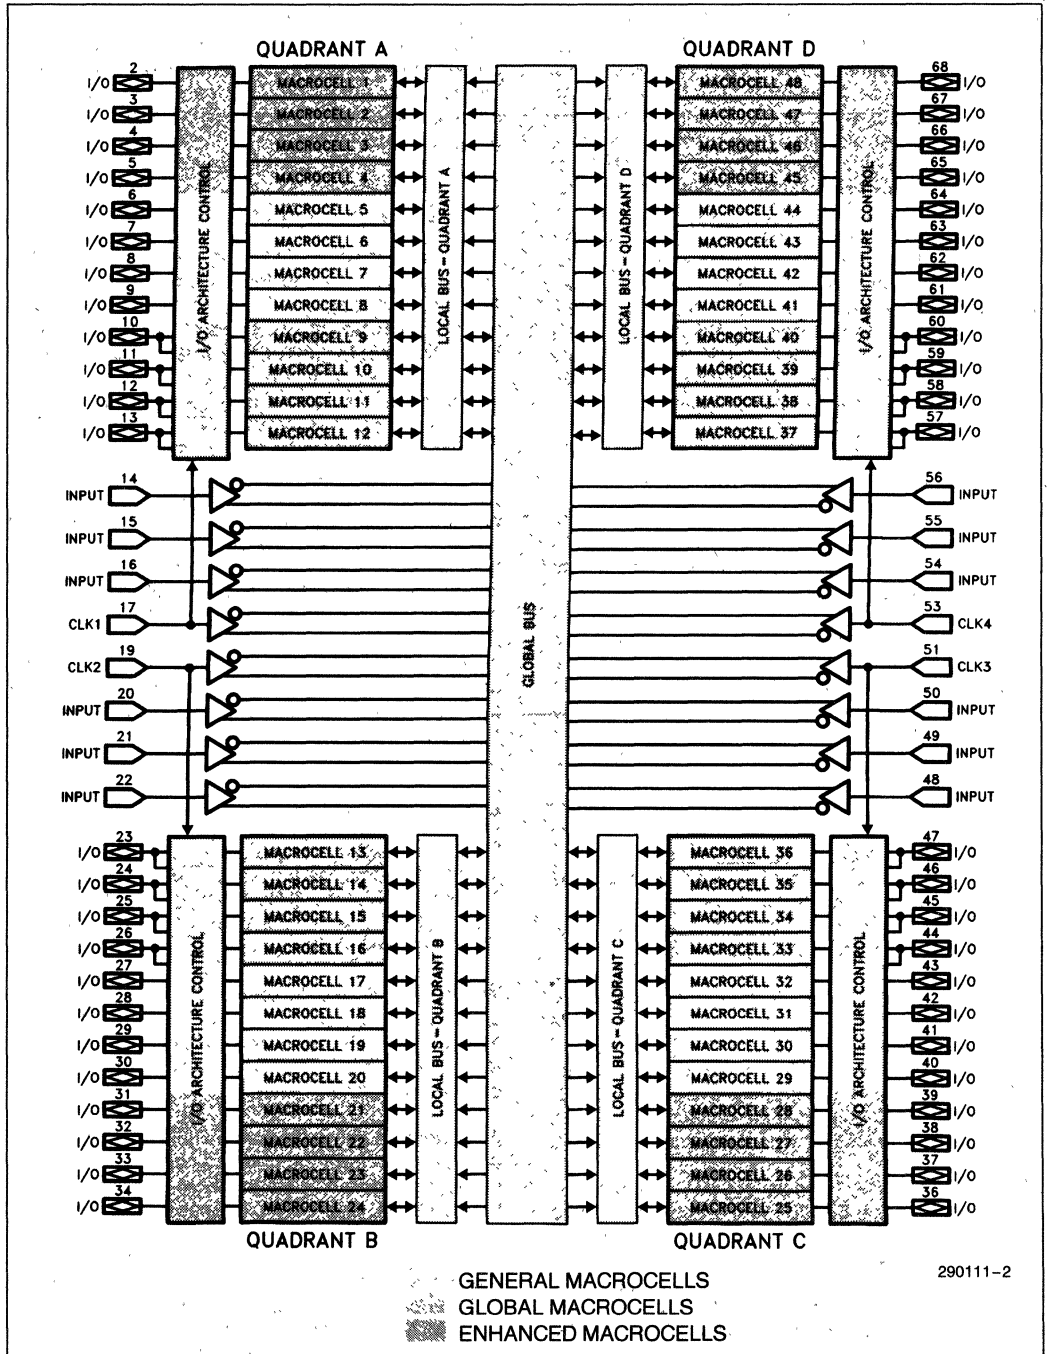 QUADRANT A QUADRANT D
2 68
I/O MACROCELL 1 MACROCELL 48 I/O
3 67
I/O MACROCELL 2 MACROCELL 47 I/O
4 66
I/O MACROCELL 3 MACROCELL 46 I/O
5 65
I/O MACROCELL 4 MACROCELL 45 I/O
6 64
I/O MACROCELL 5 MACROCELL 44 I/O
7 63
I/O MACROCELL 6 MACROCELL 43 I/O
8 62
I/O MACROCELL 7 MACROCELL 42 I/O
9 61
I/O MACROCELL 8 MACROCELL 41 I/O
10 60
I/O MACROCELL 9 MACROCELL 40 I/O
11 59
I/O MACROCELL 10 MACROCELL 39 I/O
12 58
I/O MACROCELL 11 MACROCELL 38 I/O
13 57
I/O MACROCELL 12 MACROCELL 37 I/O
I/O ARCHITECTURE CONTROL
LOCAL BUS-QUADRANT A
LOCAL BUS-QUADRANT D
I/O ARCHITECTURE CONTROL
14 56
INPUT INPUT
15 55
INPUT INPUT
16 54
INPUT INPUT
17 53
CLK1 CLK4
19 51
CLK2 CLK3
20 50
INPUT INPUT
21 49
INPUT INPUT
22 48
INPUT INPUT
GLOBAL BUS
23 47
I/O MACROCELL 13 MACROCELL 36 I/O
24 46
I/O MACROCELL 14 MACROCELL 35 I/O
25 45
I/O MACROCELL 15 MACROCELL 34 I/O
26 44
I/O MACROCELL 16 MACROCELL 33 I/O
27 43
I/O MACROCELL 17 MACROCELL 32 I/O
28 42
I/O MACROCELL 18 MACROCELL 31 I/O
29 41
I/O MACROCELL 19 MACROCELL 30 I/O
30 40
I/O MACROCELL 20 MACROCELL 29 I/O
31 39
I/O MACROCELL 21 MACROCELL 28 I/O
32 38
I/O MACROCELL 22 MACROCELL 27 I/O
33 37
I/O MACROCELL 23 MACROCELL 26 I/O
34 36
I/O MACROCELL 24 MACROCELL 25 I/O
I/O ARCHITECTURE CONTROL
LOCAL BUS-QUADRANT B
LOCAL BUS-QUADRANT C
I/O ARCHITECTURE CONTROL
QUADRANT B QUADRANT C
290111-2
GENERAL MACROCELLS
GLOBAL MACROCELLS
ENHANCED MACROCELLS